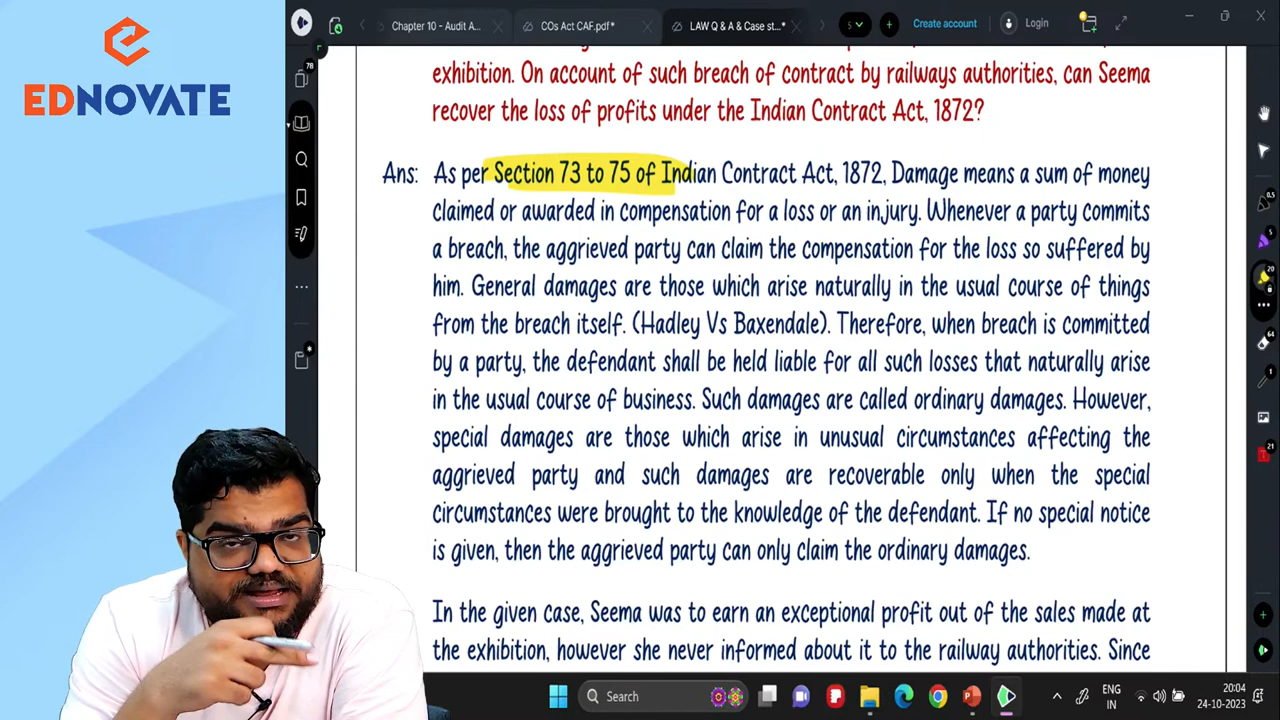 Chapter 10 - Audit A...
COs Act CAF.pdf*
LAW Q & A & Case st...*
5
Create account
Login
EDNOVATE
78
exhibition. On account of such breach of contract by railways authorities, can Seema
recover the loss of profits under the Indian Contract Act, 1872?
Ans: As per Section 73 to 75 of Indian Contract Act, 1872, Damage means a sum of money
claimed or awarded in compensation for a loss or an injury. Whenever a party commits
a breach, the aggrieved party can claim the compensation for the loss so suffered by
him. General damages are those which arise naturally in the usual course of things
from the breach itself. (Hadley Vs Baxendale). Therefore, when breach is committed
by a party, the defendant shall be held liable for all such losses that naturally arise
in the usual course of business. Such damages are called ordinary damages. However,
special damages are those which arise in unusual circumstances affecting the
aggrieved party and such damages are recoverable only when the special
circumstances were brought to the knowledge of the defendant. If no special notice
is given, then the aggrieved party can only claim the ordinary damages.
In the given case, Seema was to earn an exceptional profit out of the sales made at
the exhibition, however she never informed about it to the railway authorities. Since
5
20
64
1
21
Search
ENG
IN
20:04
24-10-2023